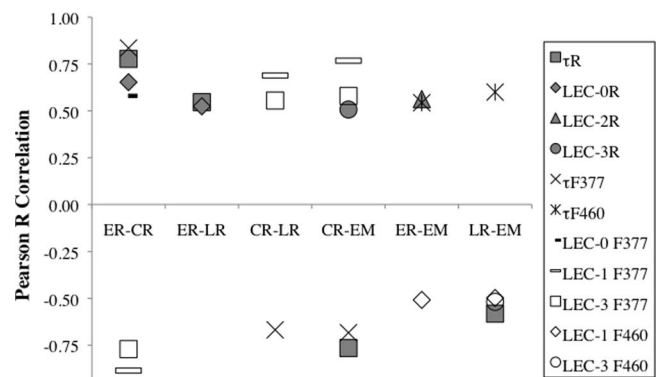 1.00
0.75
0.50
0.25
0.00
-0.25
-0.50
-0.75
Pearson R Correlation
ER-CR ER-LR CR-LR CR-EM ER-EM LR-EM
τR
LEC-0R
LEC-2R
LEC-3R
τF377
τF460
LEC-0 F377
LEC-1 F377
LEC-3 F377
LEC-1 F460
LEC-3 F460